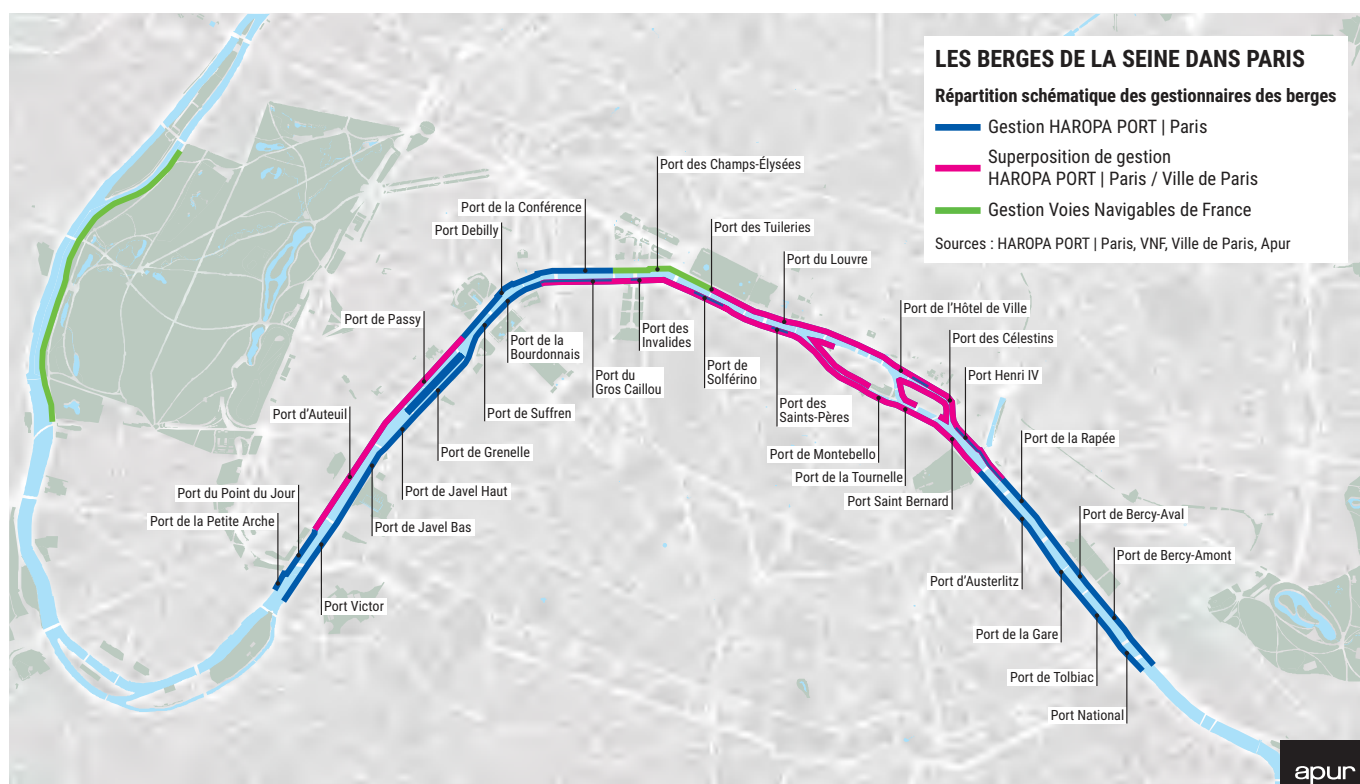 LES BERGES DE LA SEINE DANS PARIS
Répartition schématique des gestionnaires des berges
Gestion HAROPA PORT | Paris
Superposition de gestion
HAROPA PORT | Paris / Ville de Paris
Gestion Voies Navigables de France
Sources : HAROPA PORT | Paris, VNF, Ville de Paris, Apur
Port des Champs-Élysées
Port de la Conférence
Port Debilly
Port des Tuileries
Port du Louvre
Port de l'Hôtel de Ville
Port des Célestins
Port de Passy
Port de la
Bourdonnais
Port des
Invalides
Port de
Solférino
Port du
Gros Caillou
Port Henri IV
Port d'Auteuil
Port de Suffren
Port des
Saints-Pères
Port de la Rapée
Port de Grenelle
Port de Montebello
Port de la Tournelle
Port du Point du Jour
Port de Javel Haut
Port Saint Bernard
Port de la Petite Arche
Port de Javel Bas
Port de Bercy-Aval
Port de Bercy-Amont
Port d'Austerlitz
Port Victor
Port de la Gare
Port de Tolbiac
Port National
apur